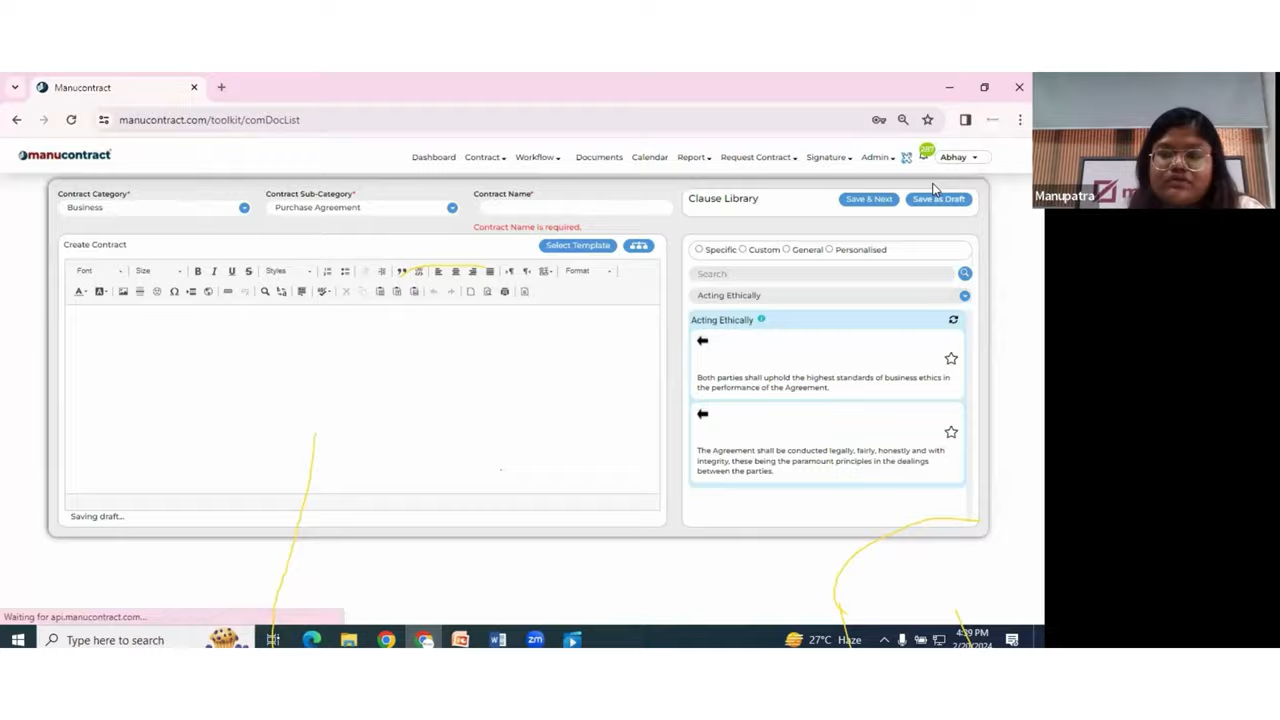 Manucontract
manucontract.com/toolkit/comDocList
manucontract
Dashboard Contract Workflow Documents Calendar Report Request Contract Signature Admin 287 Abhay
Contract Category* Contract Sub-Category* Contract Name*
Business Purchase Agreement
Contract Name is required.
Clause Library Save & Next Save as Draft
Create Contract Select Template
Specific Custom General Personalised
Font Size B I U S Styles Format
Search
Acting Ethically
Acting Ethically
Both parties shall uphold the highest standards of business ethics in
the performance of the Agreement.
The Agreement shall be conducted legally, fairly, honestly and with
integrity, these being the paramount principles in the dealings
between the parties.
Saving draft...
Waiting for api.manucontract.com...
Type here to search
27°C Haze
4:39 PM
2/20/2024
Manupatra